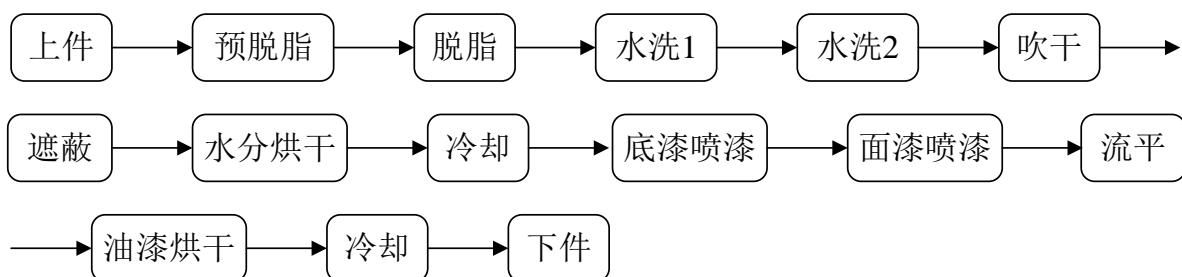 上件 预脱脂 脱脂 水洗1 水洗2 吹干
遮蔽 水分烘干 冷却 底漆喷漆 面漆喷漆 流平
油漆烘干 冷却 下件